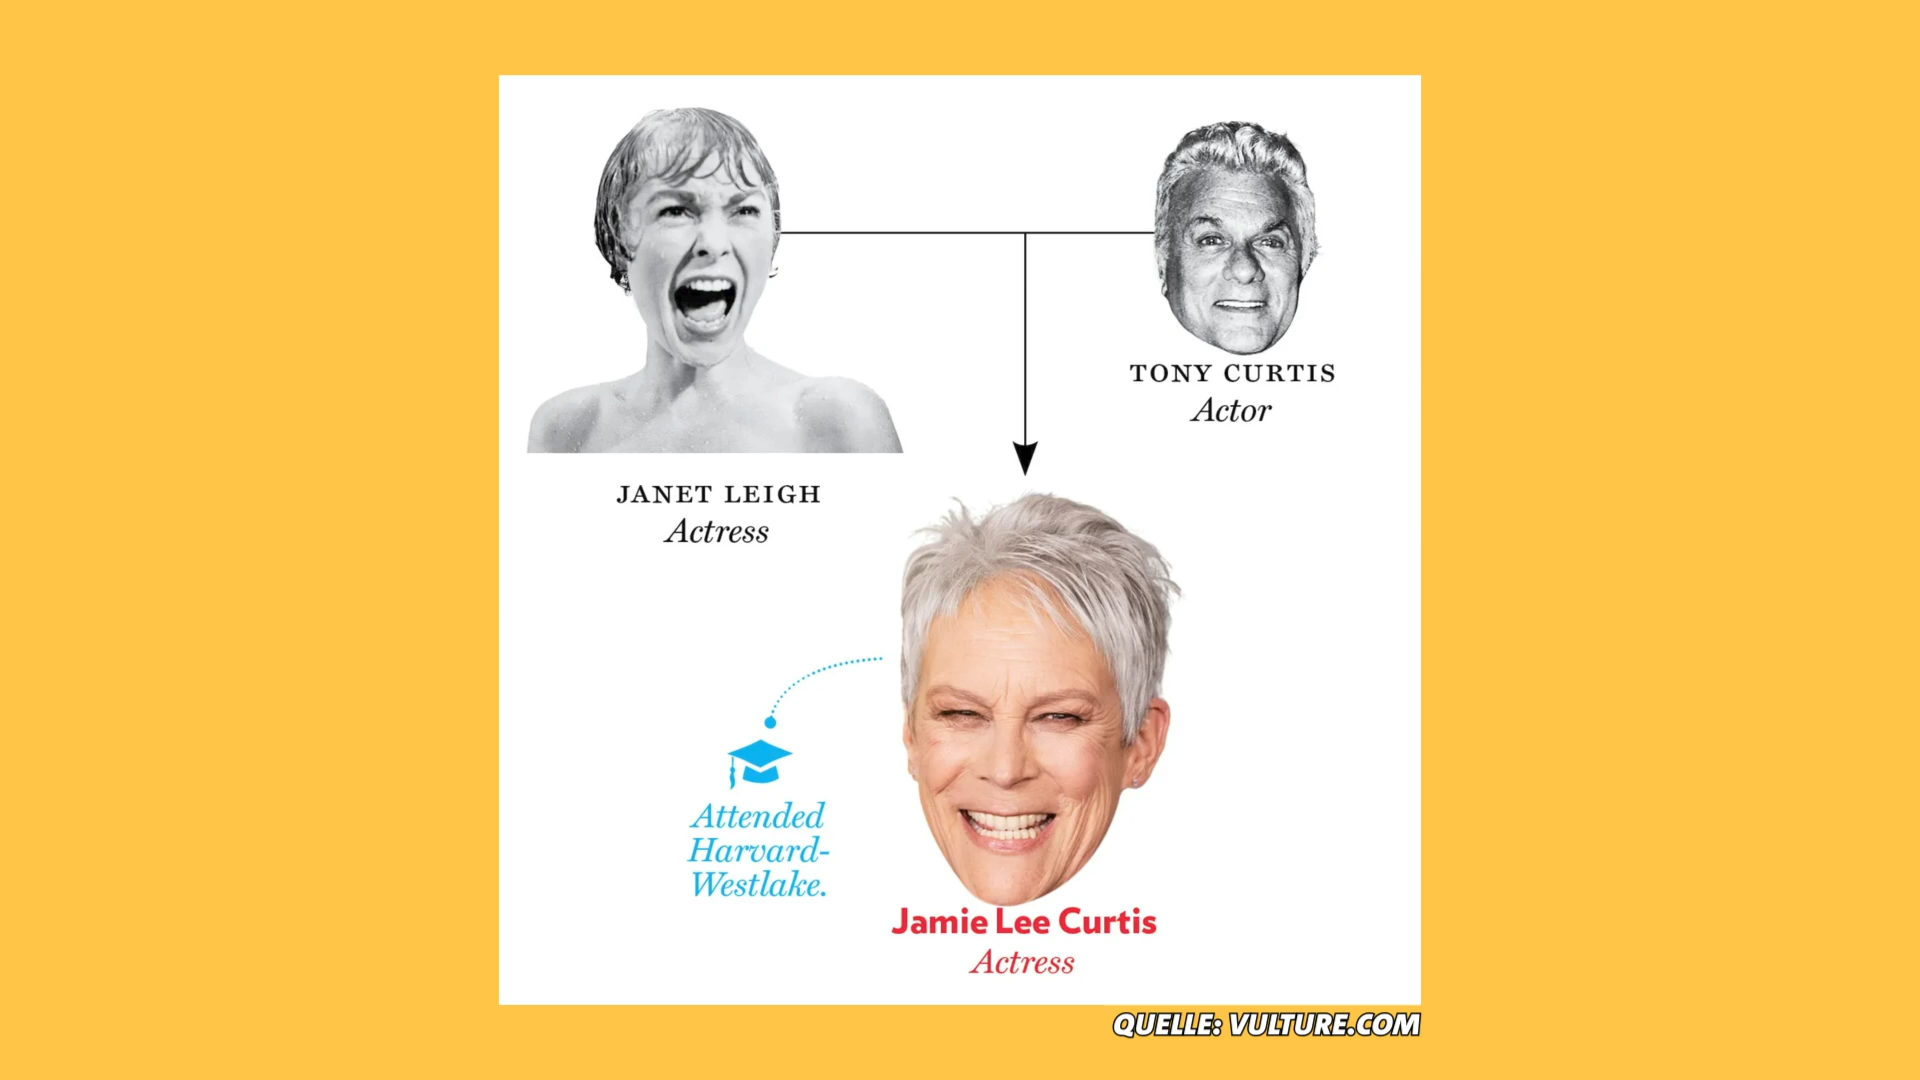 TONY CURTIS
Actor
JANET LEIGH
Actress
Attended
Harvard-
Westlake.
Jamie Lee Curtis
Actress
QUELLE: VULTURE.COM